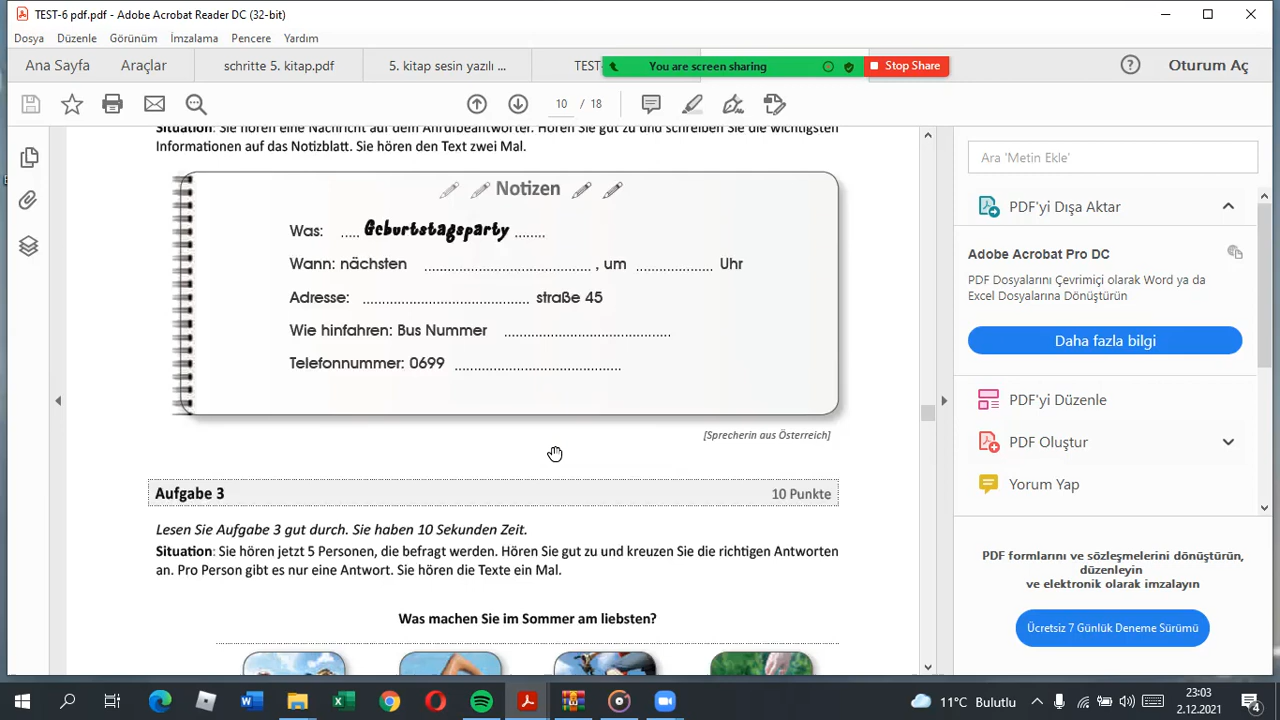 TEST-6 pdf.pdf - Adobe Acrobat Reader DC (32-bit)
Dosya Düzenle Görünüm İmzalama Pencere Yardım
Ana Sayfa Araçlar schritte 5. kitap.pdf 5. kitap sesin yazılı ... TEST- You are screen sharing Stop Share Oturum Aç
10 / 18
Situation: Sie hören eine Nachricht auf dem Anrufbeantworter. Hören Sie gut zu und schreiben Sie die wichtigsten
Informationen auf das Notizblatt. Sie hören den Text zwei Mal.
Notizen
Was: ..... Geburtstagsparty ........
Wann: nächsten ....................................... , um .................. Uhr
Adresse: ....................................... straße 45
Wie hinfahren: Bus Nummer .......................................
Telefonnummer: 0699 .......................................
[Sprecherin aus Österreich]
Aufgabe 3 10 Punkte
Lesen Sie Aufgabe 3 gut durch. Sie haben 10 Sekunden Zeit.
Situation: Sie hören jetzt 5 Personen, die befragt werden. Hören Sie gut zu und kreuzen Sie die richtigen Antworten
an. Pro Person gibt es nur eine Antwort. Sie hören die Texte ein Mal.
Was machen Sie im Sommer am liebsten?
Ara 'Metin Ekle'
PDF'yi Dışa Aktar
Adobe Acrobat Pro DC
PDF Dosyalarını Çevrimiçi olarak Word ya da
Excel Dosyalarına Dönüştürün
Daha fazla bilgi
PDF'yi Düzenle
PDF Oluştur
Yorum Yap
PDF formlarını ve sözleşmelerini dönüştürün,
düzenleyin
ve elektronik olarak imzalayın
Ücretsiz 7 Günlük Deneme Sürümü
11°C Bulutlu
23:03
2.12.2021
4